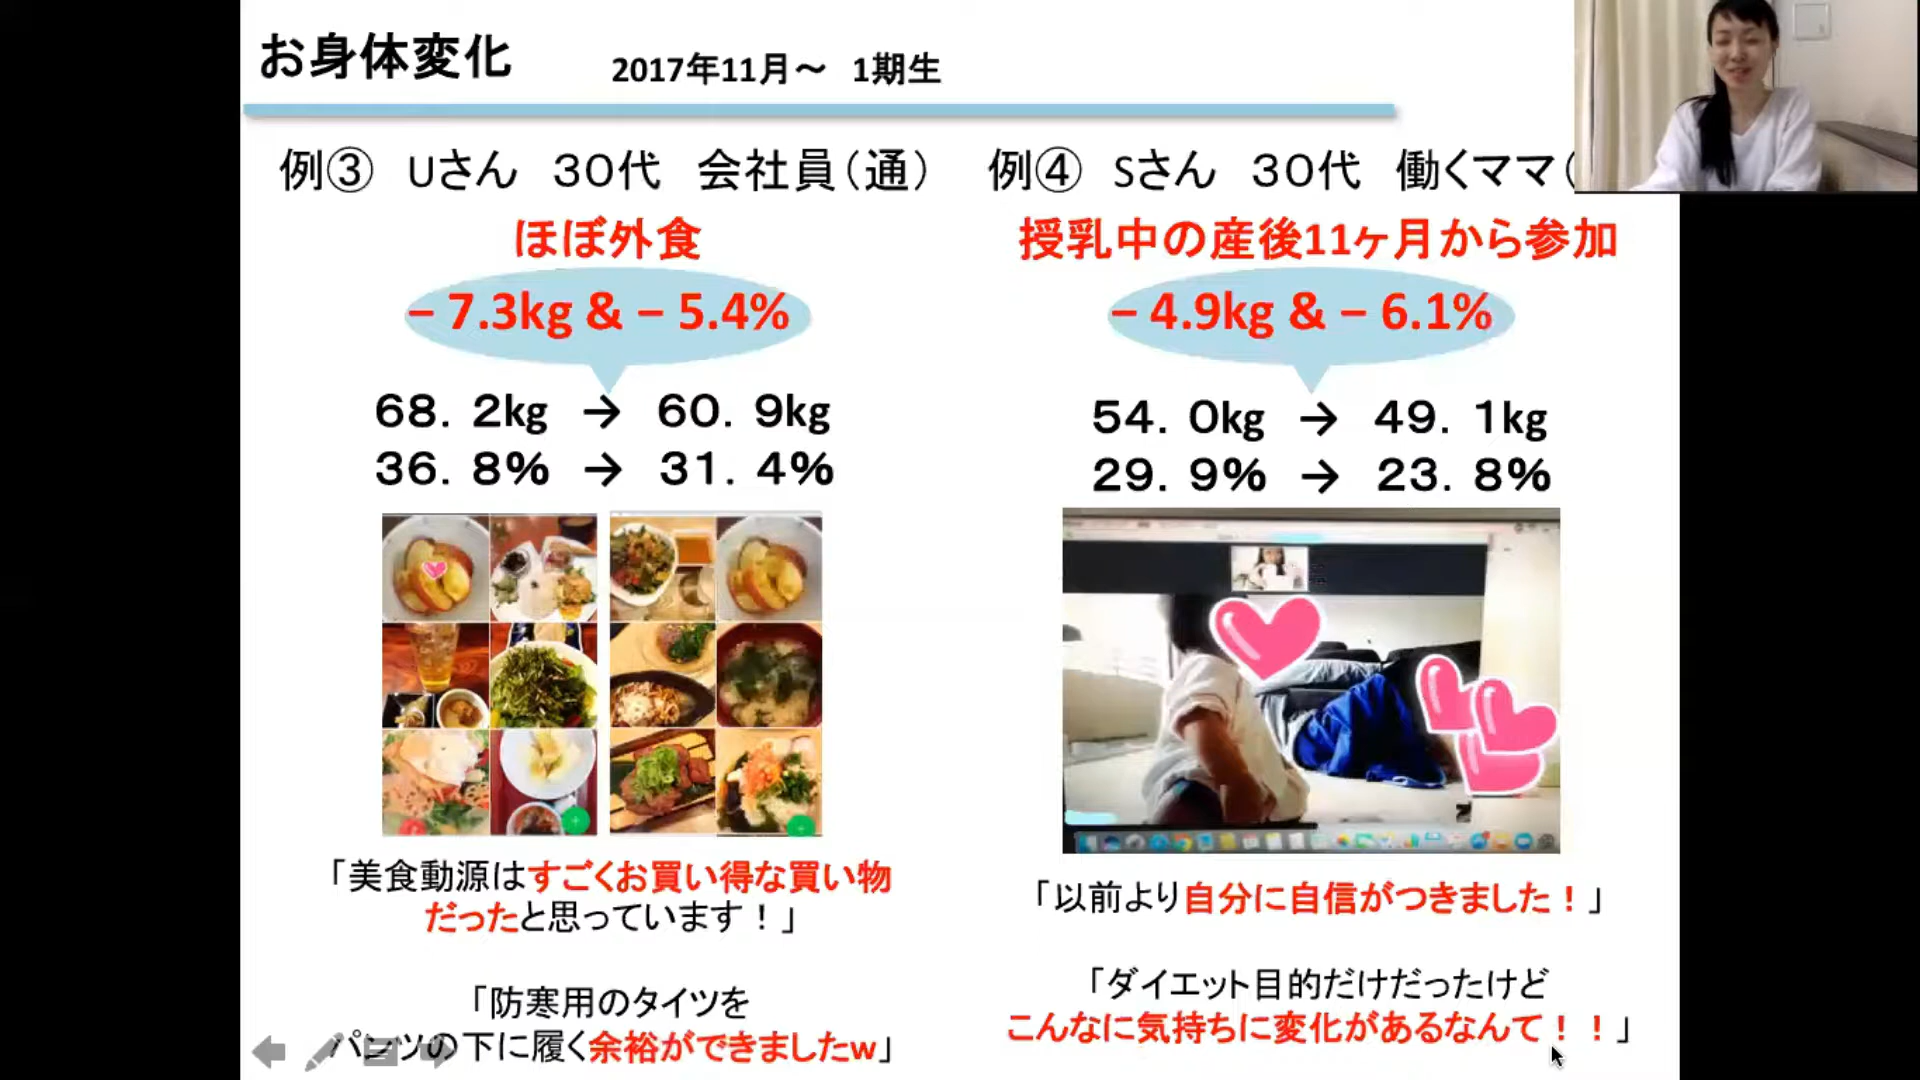 お身体変化
2017年11月～ 1期生
例③ Uさん 30代 会社員（通）
ほぼ外食
－7.3kg＆－5.4%
68．2kg → 60．9kg
36．8% → 31．4%
「美食動源はすごくお買い得な買い物
だったと思っています！」
「防寒用のタイツを
パンツの下に履く余裕ができましたw」
例④ Sさん 30代 働くママ（
授乳中の産後11ヶ月から参加
－4.9kg＆－6.1%
54．0kg → 49．1kg
29．9% → 23．8%
「以前より自分に自信がつきました！」
「ダイエット目的だけだったけど
こんなに気持ちに変化があるなんて！！」